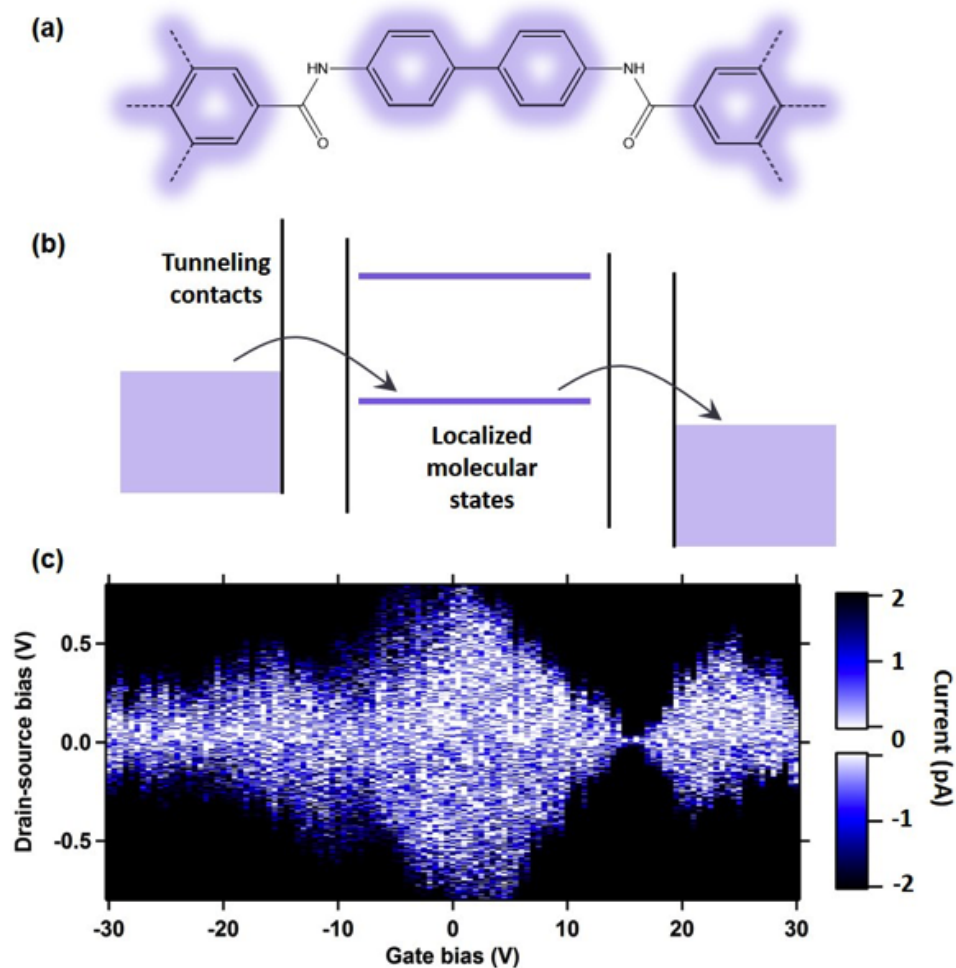 (a)
HN
NH
O
O
(b)
Tunneling
contacts
Localized
molecular
states
(c)
Drain-source bias (V)
0.5
0.0
-0.5
-30
-20
-10
0
10
20
30
Gate bias (V)
2
1
0
-1
-2
Current (pA)